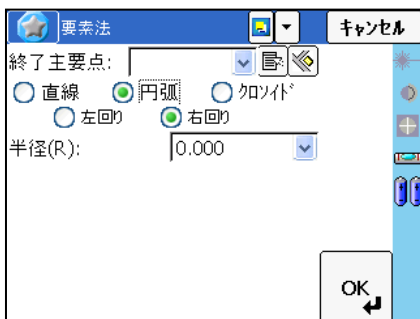 要素法 キャンセル
終了主要点:
直線 円弧 クロソイド
左回り 右回り
半径(R): 0.000
OK